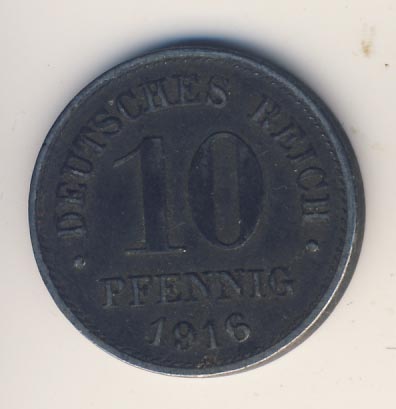 DEUTSCHES REICH
10
PFENNIG
1916